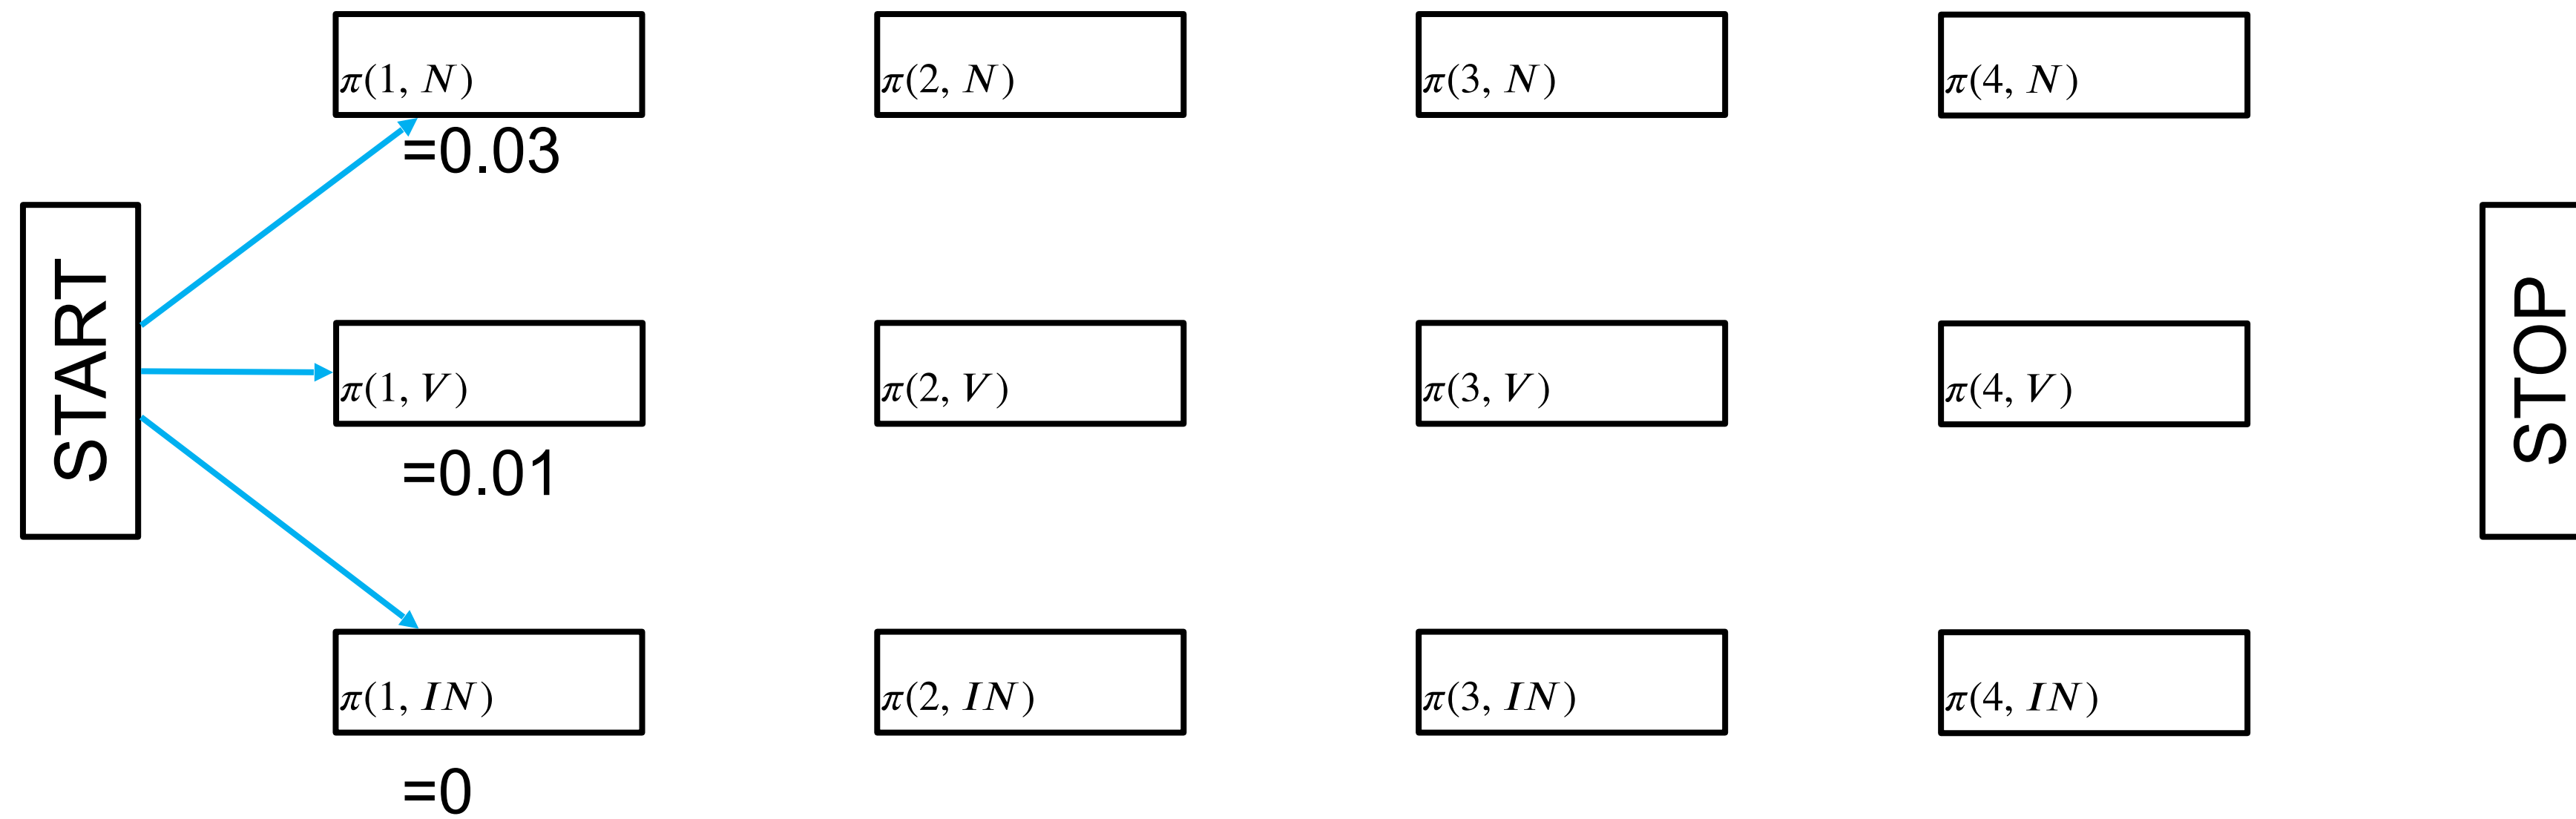 π(1, N)
π(2, N)
π(3, N)
π(4, N)
=0.03
START
π(1, V)
π(2, V)
π(3, V)
π(4, V)
STOP
=0.01
π(1, IN)
π(2, IN)
π(3, IN)
π(4, IN)
=0